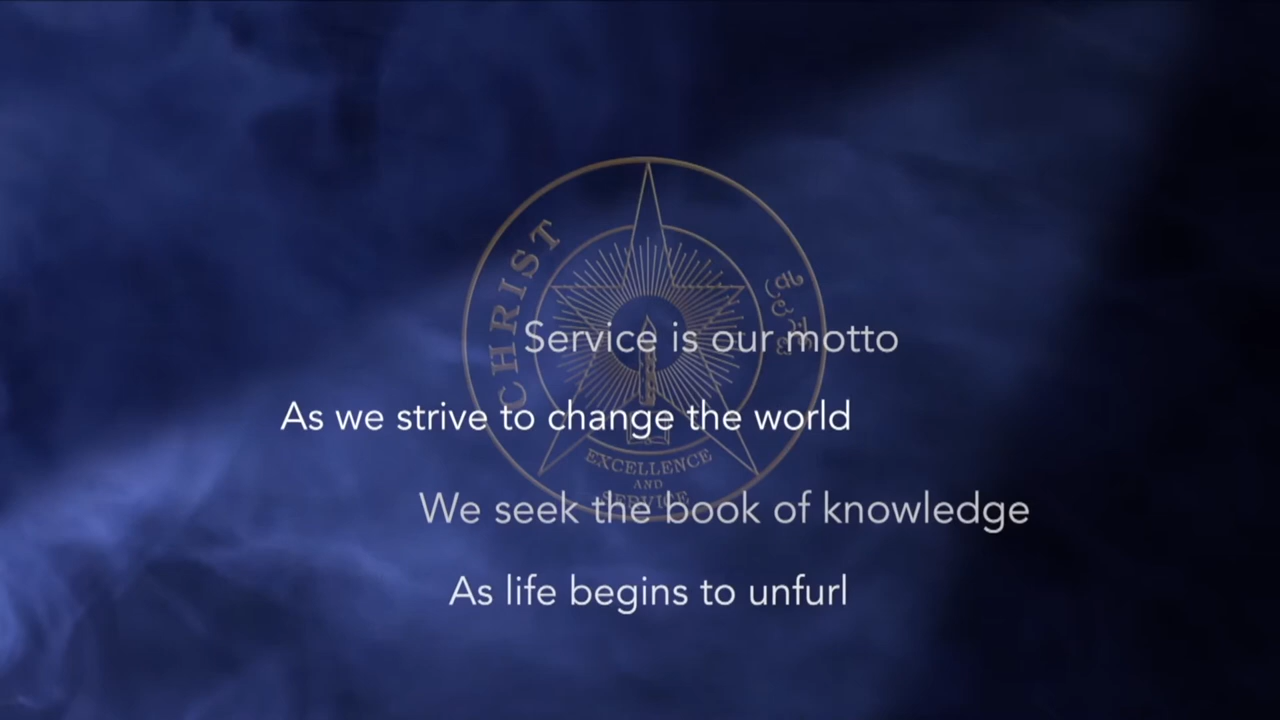 CHRIST
ಕ್ರೈಸ್ಟ್
Service is our motto
As we strive to change the world
EXCELLENCE
AND
SERVICE
We seek the book of knowledge
As life begins to unfurl